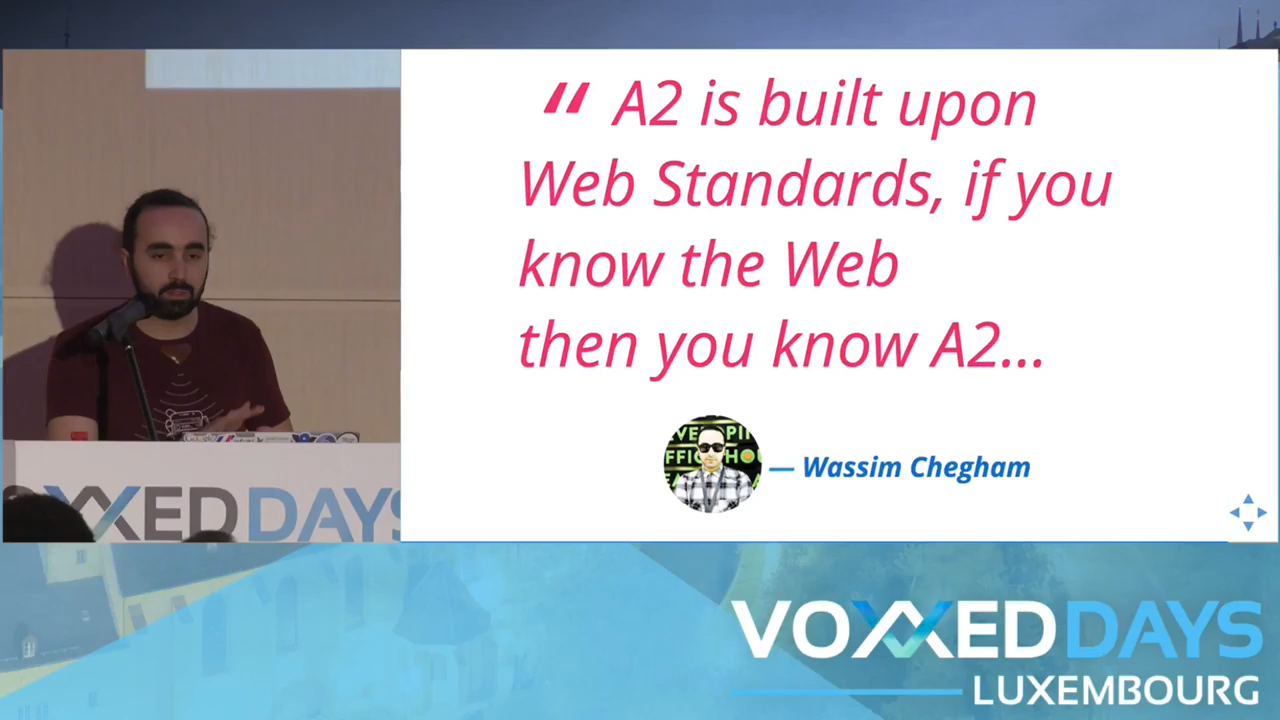 “ A2 is built upon
Web Standards, if you
know the Web
then you know A2...
— Wassim Chegham
VOXXED DAYS
VOXXED DAYS
LUXEMBOURG